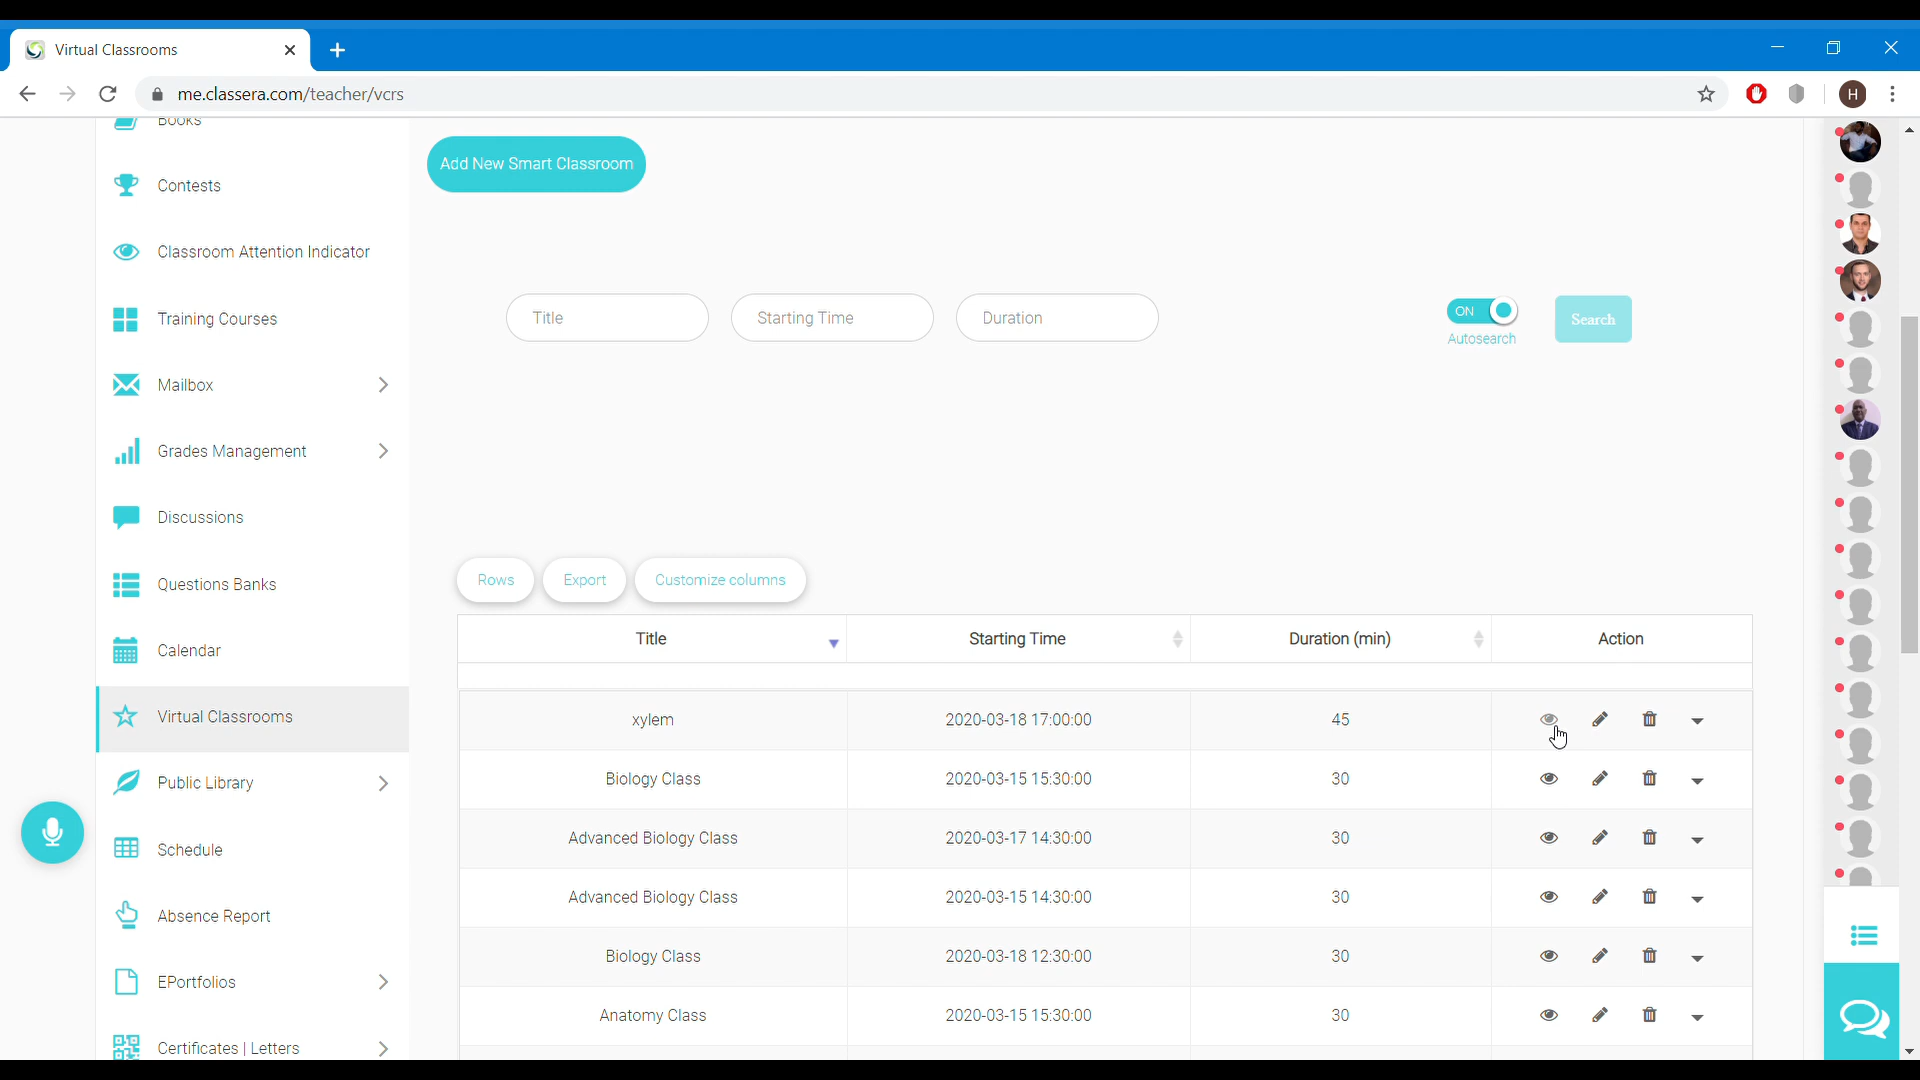 Virtual Classrooms
me.classera.com/teacher/vcrs
H
Books
Contests
Classroom Attention Indicator
Training Courses
Mailbox
Grades Management
Discussions
Questions Banks
Calendar
Virtual Classrooms
Public Library
Schedule
Absence Report
EPortfolios
Certificates | Letters
Add New Smart Classroom
Title Starting Time Duration ON Search
Autosearch
Rows Export Customize columns
Title Starting Time Duration (min) Action
xylem 2020-03-18 17:00:00 45
Biology Class 2020-03-15 15:30:00 30
Advanced Biology Class 2020-03-17 14:30:00 30
Advanced Biology Class 2020-03-15 14:30:00 30
Biology Class 2020-03-18 12:30:00 30
Anatomy Class 2020-03-15 15:30:00 30